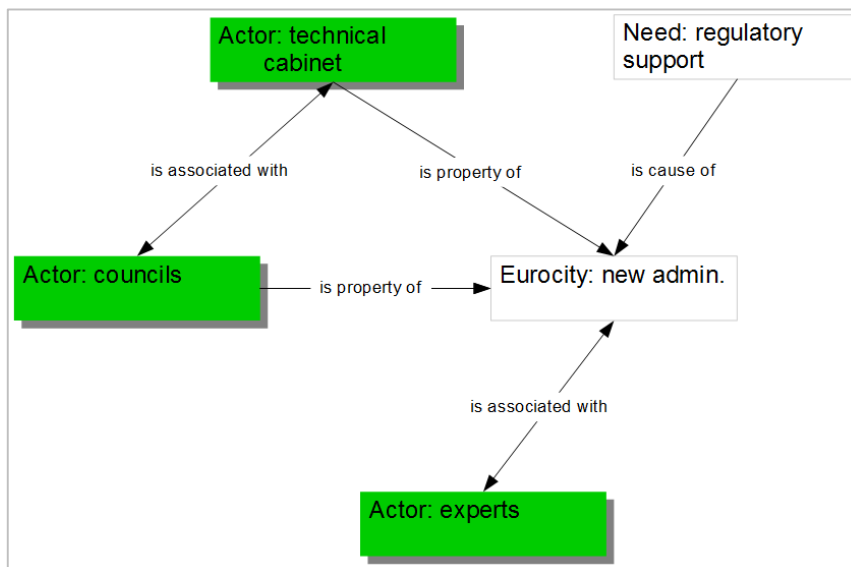 Actor: technical
cabinet
Need: regulatory
support
is associated with
is property of
is cause of
Actor: councils
is property of
Eurocity: new admin.
is associated with
Actor: experts